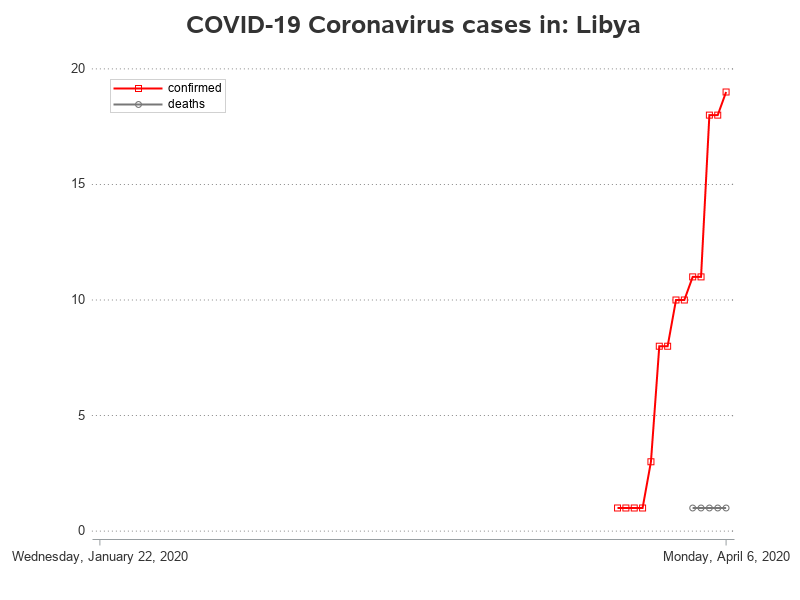 COVID-19 Coronavirus cases in: Libya
20
confirmed
deaths
15
10
5
0
Wednesday, January 22, 2020 Monday, April 6, 2020